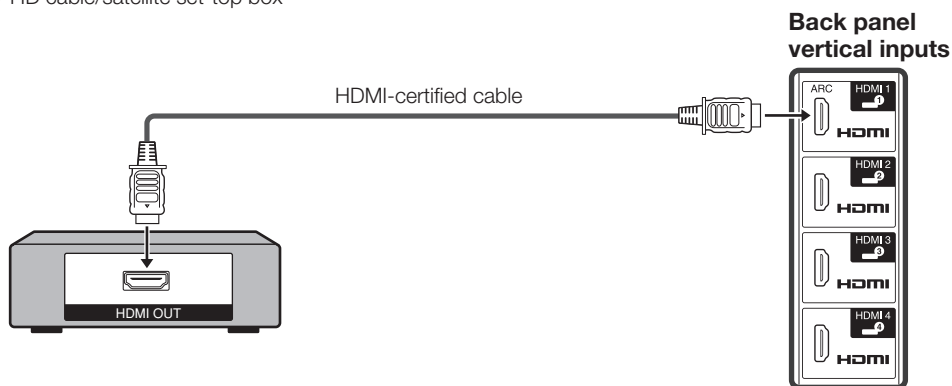 HD cable/satellite set-top box
Back panel
vertical inputs
HDMI-certified cable
ARC
HDMI 1
1
HDMI
HDMI 2
2
HDMI
HDMI 3
3
HDMI
HDMI 4
4
HDMI
HDMI OUT